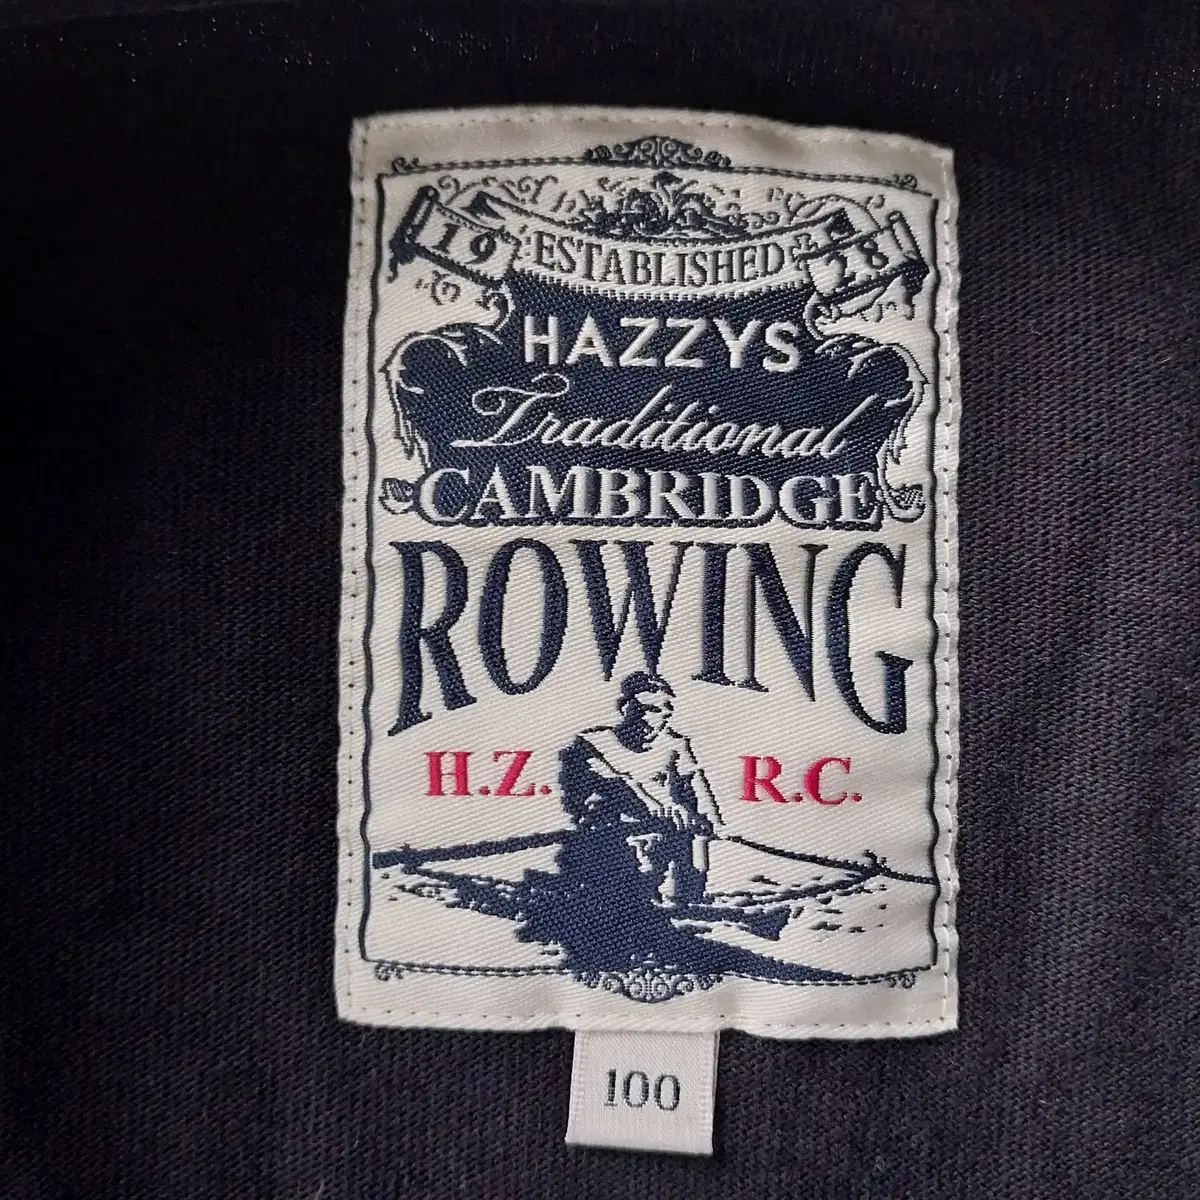 19 ESTABLISHED 28
HAZZYS
Traditional
CAMBRIDGE
ROWING
H.Z. R.C.
100